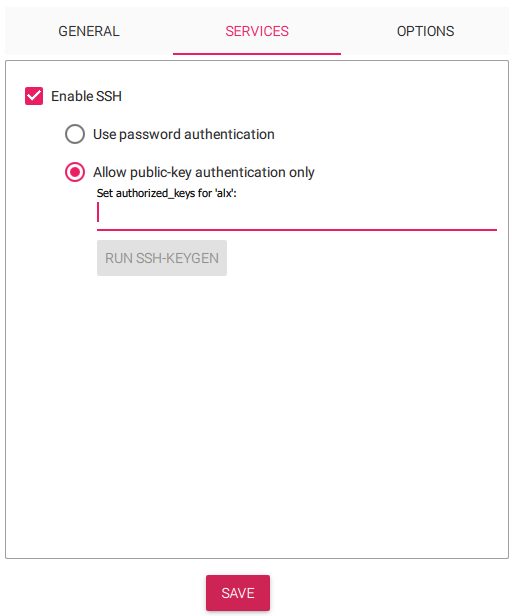 GENERAL
SERVICES
OPTIONS
Enable SSH
Use password authentication
Allow public-key authentication only
Set authorized_keys for 'alx':
RUN SSH-KEYGEN
SAVE